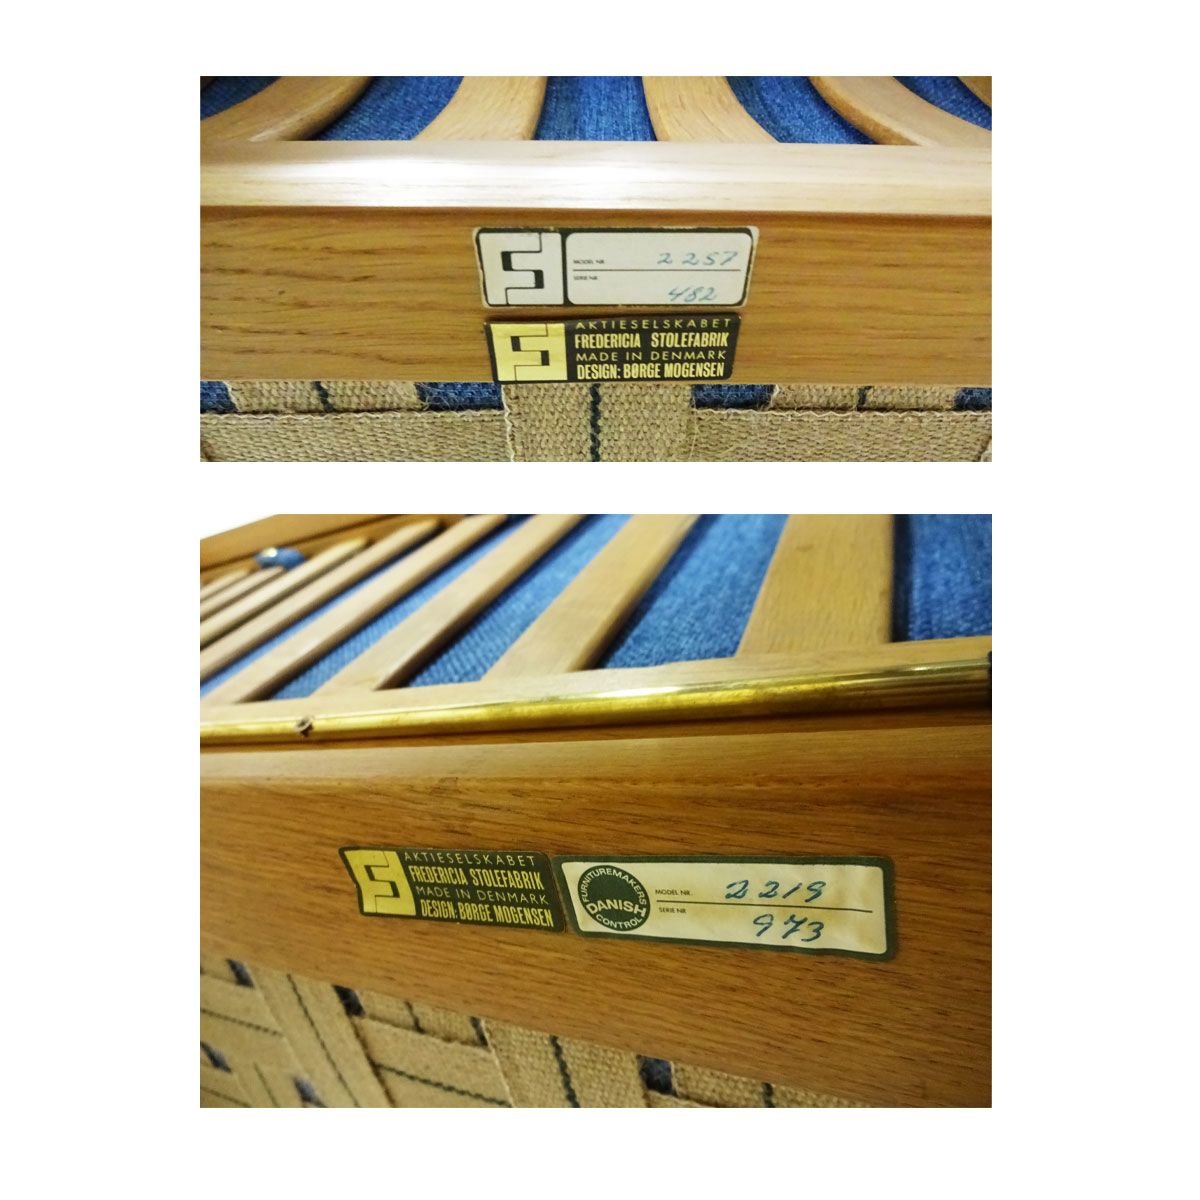 MODEL NR. 2257
SERIE NR. 482
AKTIESELSKABET
FREDERICIA STOLEFABRIK
MADE IN DENMARK
DESIGN: BØRGE MOGENSEN
AKTIESELSKABET
FREDERICIA STOLEFABRIK
MADE IN DENMARK
DESIGN: BØRGE MOGENSEN
FURNITUREMAKERS
DANISH
CONTROL
MODEL NR. 2219
SERIE NR. 973